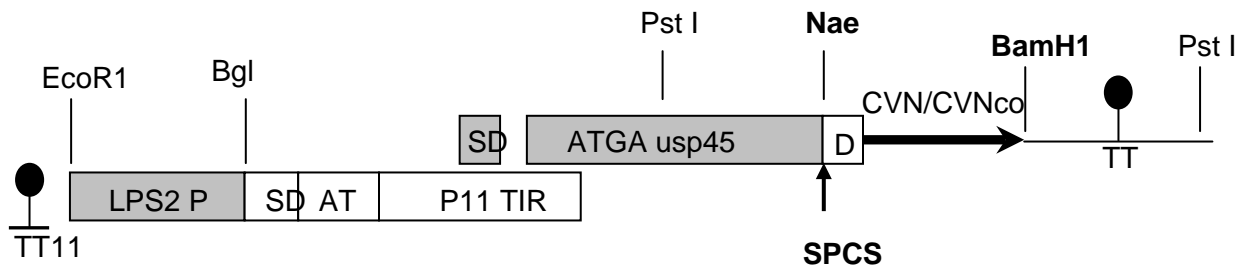 Pst I
Nae
BamH1
Pst I
EcoR1
Bgl
CVN/CVNco
SD
ATGA usp45
D
TT
LPS2 P
SD
AT
P11 TIR
TT11
SPCS